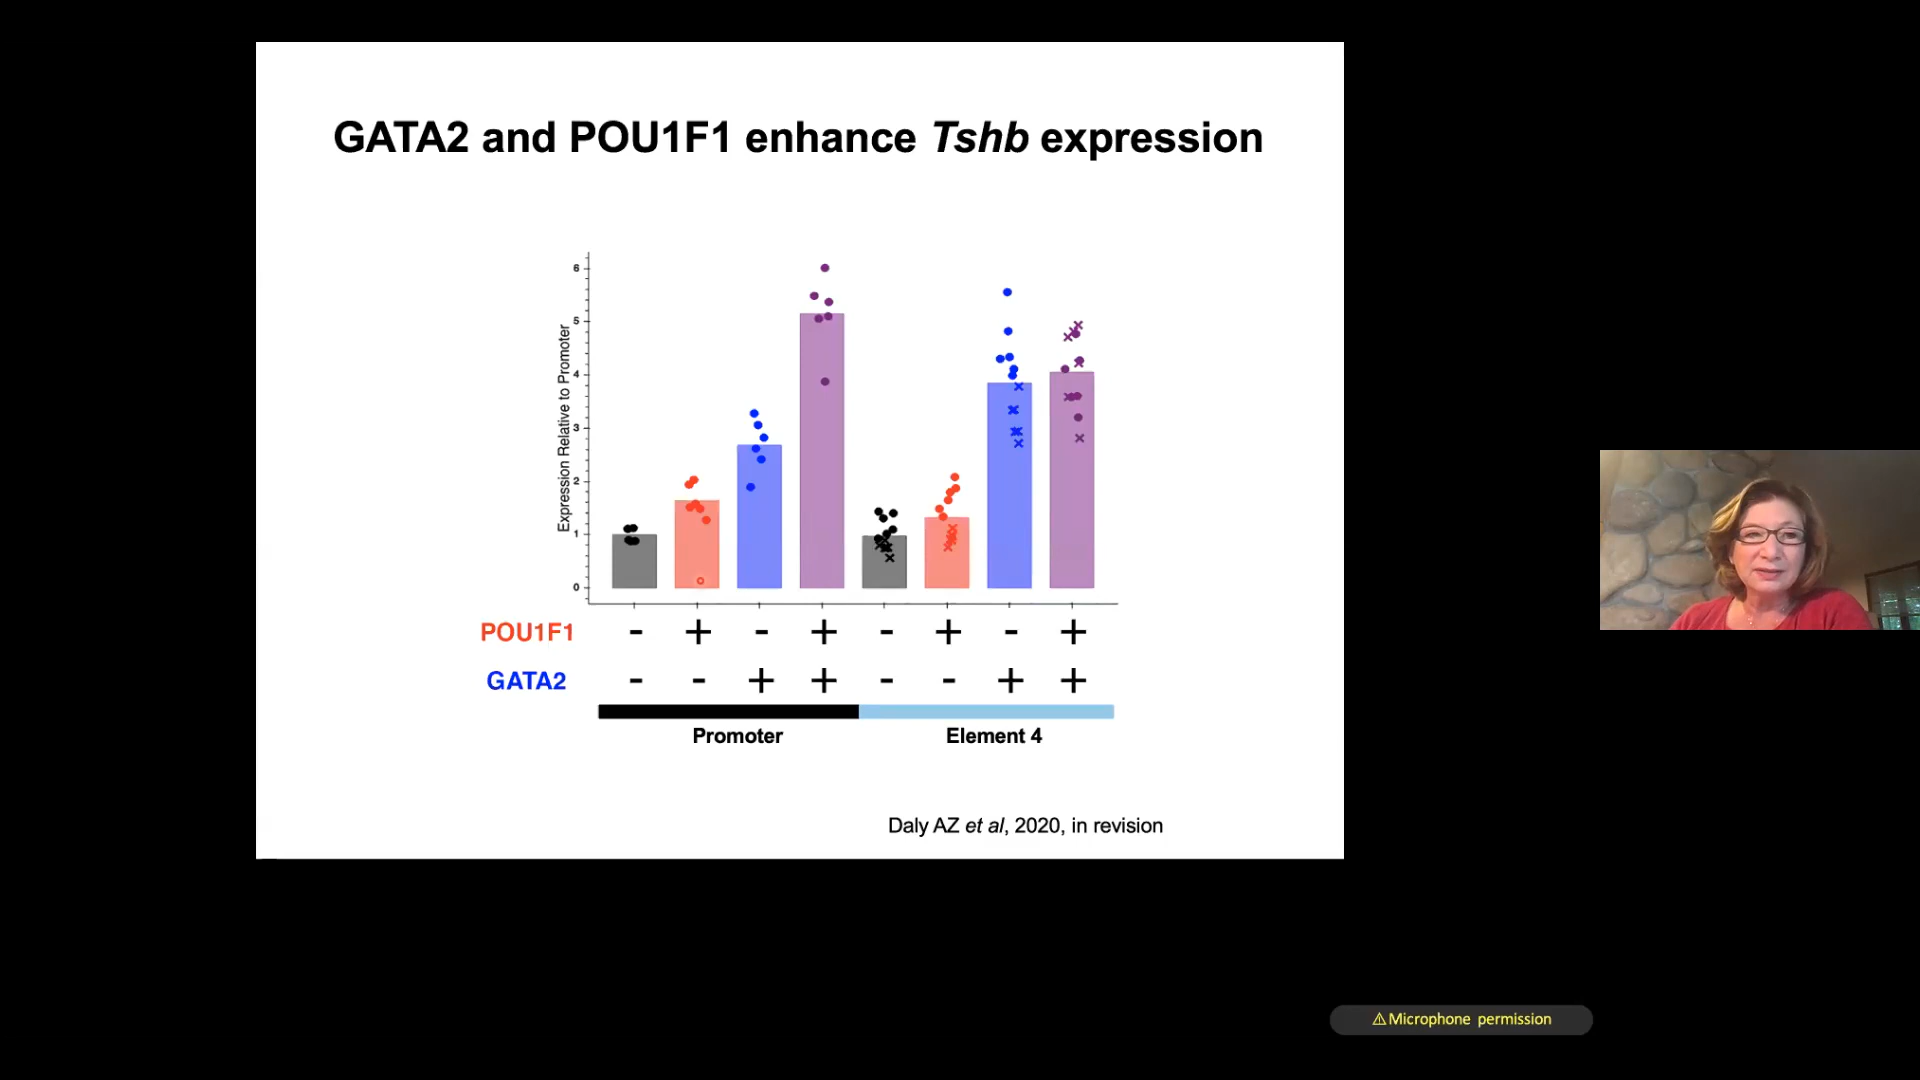 GATA2 and POU1F1 enhance Tshb expression
Expression Relative to Promoter
6
5
4
3
2
1
0
POU1F1 - + - + - + - +
GATA2 - - + + - - + +
Promoter Element 4
Daly AZ et al, 2020, in revision
⚠Microphone permission